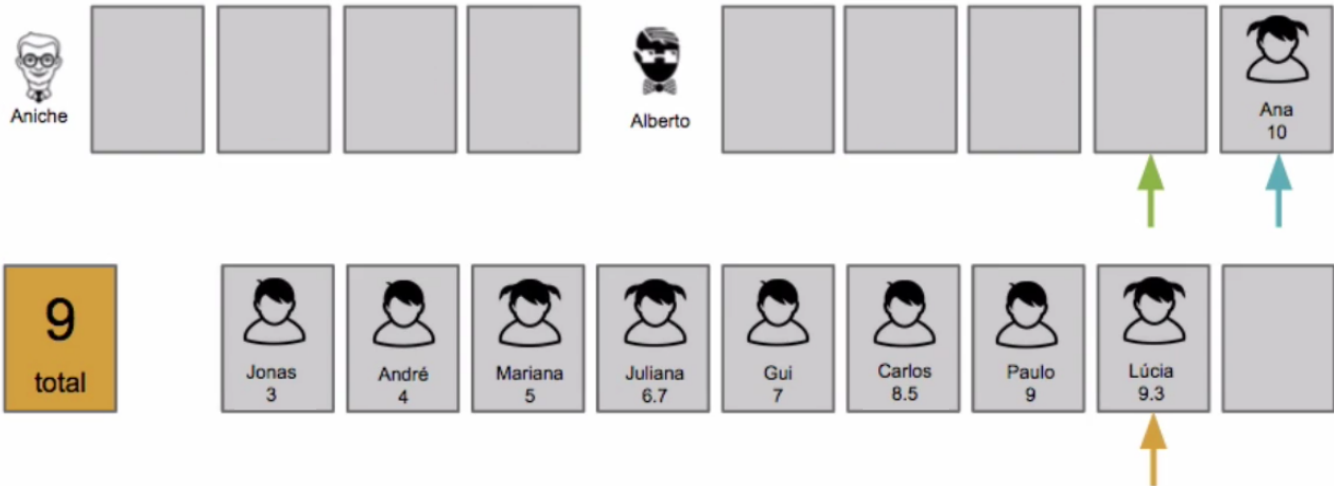 Aniche
Alberto
Ana
10
9
total
Jonas
3
André
4
Mariana
5
Juliana
6.7
Gui
7
Carlos
8.5
Paulo
9
Lúcia
9.3